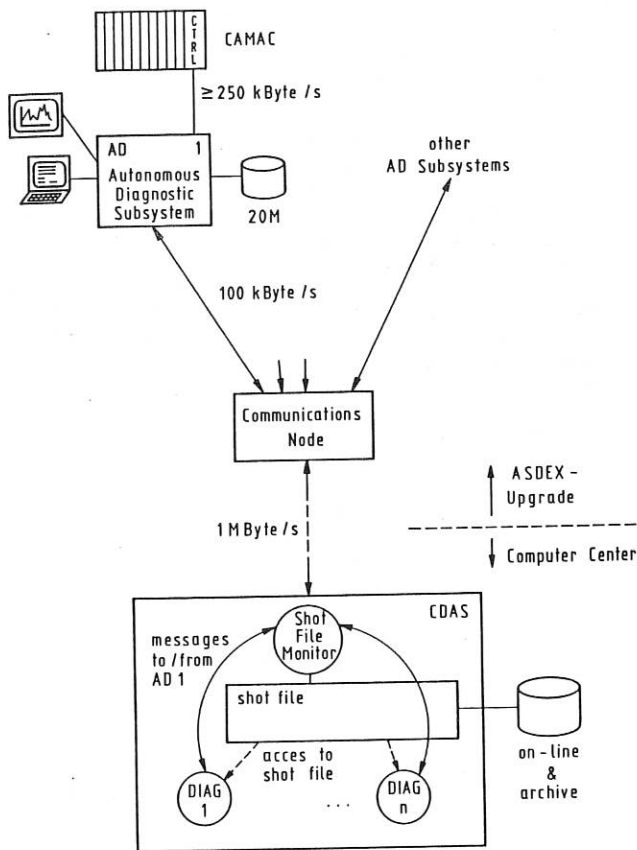 CTRL
CAMAC
≥250 kByte/s
AD 1
Autonomous
Diagnostic
Subsystem
20M
other
AD Subsystems
100 kByte/s
Communications
Node
1 MByte/s
ASDEX -
Upgrade
Computer Center
CDAS
Shot
File
Monitor
messages
to/from
AD 1
shot file
acces to
shot file
DIAG
1
...
DIAG
n
on-line
&
archive